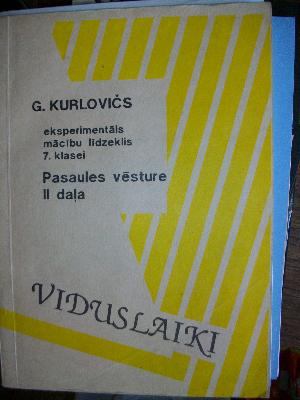 G. KURLOVIČS
eksperimentāls
mācību līdzeklis
7. klasei
Pasaules vēsture
II daļa
VIDUSLAIKI